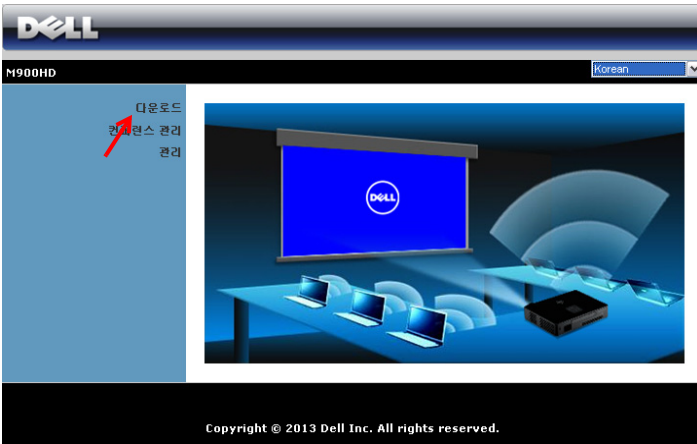 DELL
M900HD
Korean
다운로드
컨퍼런스 관리
관리
DELL
Copyright © 2013 Dell Inc. All rights reserved.